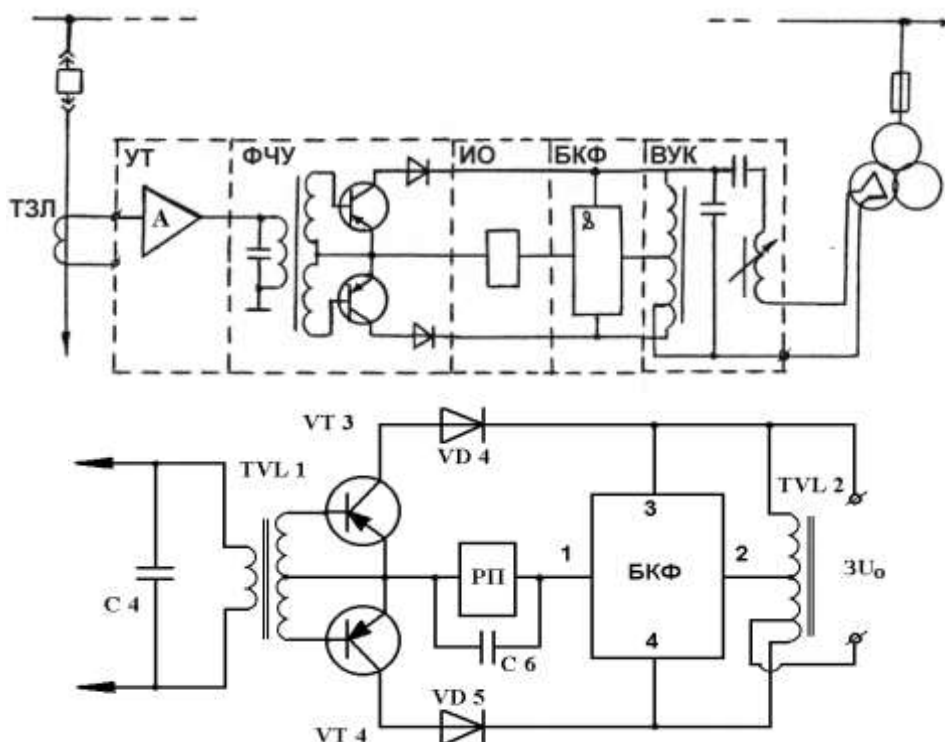 УТ ФЧУ ИО БКФ ВУК
ТЗЛ
А
VT 3
VD 4
TVL 1
TVL 2
3
1 РП БКФ 2
3U₀
С 4
4
С 6
VD 5
VT 4